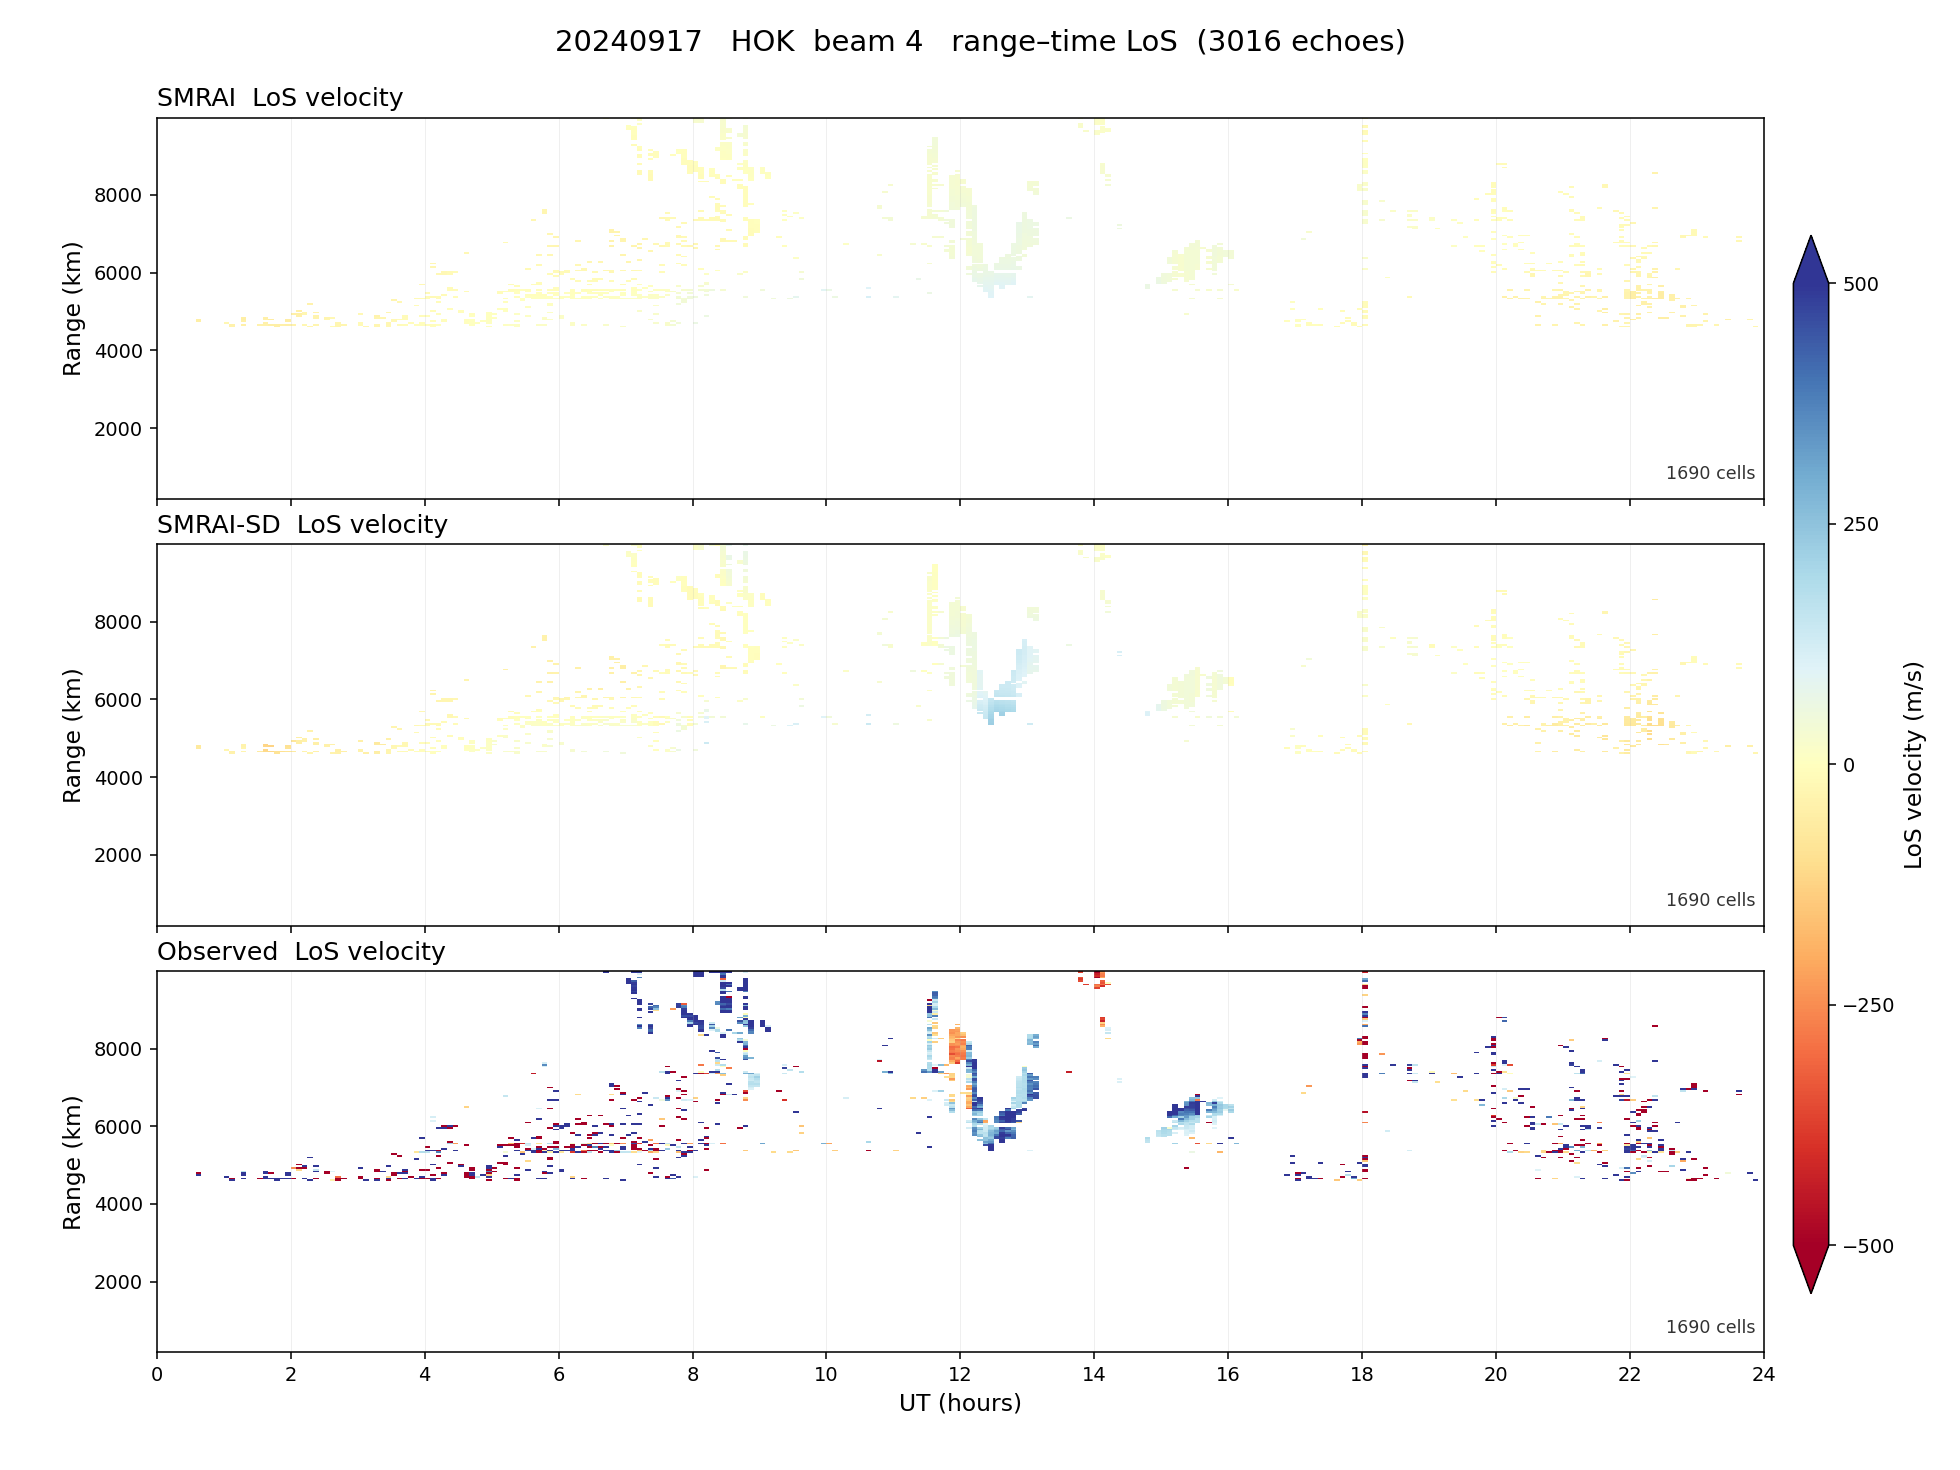 20240917   HOK  beam 4   range–time LoS  (3016 echoes)
SMRAI  LoS velocity
8000
6000
4000
2000
Range (km)
1690 cells
SMRAI-SD  LoS velocity
8000
6000
4000
2000
Range (km)
1690 cells
Observed  LoS velocity
8000
6000
4000
2000
Range (km)
1690 cells
0 2 4 6 8 10 12 14 16 18 20 22 24
UT (hours)
500
250
0
−250
−500
LoS velocity (m/s)